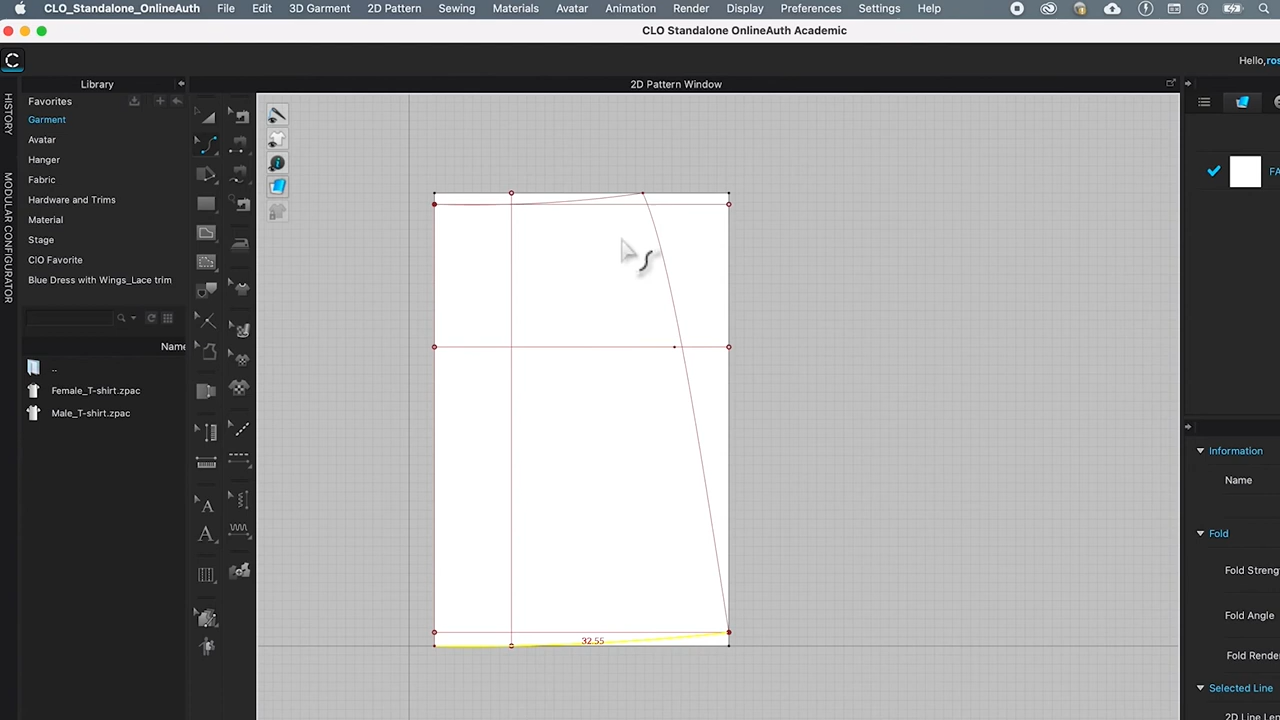 CLO_Standalone_OnlineAuth File Edit 3D Garment 2D Pattern Sewing Materials Avatar Animation Render Display Preferences Settings Help
CLO Standalone OnlineAuth Academic
Hello,ros
Library
2D Pattern Window
HISTORY
MODULAR CONFIGURATOR
Favorites
Garment
Avatar
Hanger
Fabric
Hardware and Trims
Material
Stage
ClO Favorite
Blue Dress with Wings_Lace trim
Name
..
Female_T-shirt.zpac
Male_T-shirt.zpac
32.55
FA
Information
Name
Fold
Fold Streng
Fold Angle
Fold Rende
Selected Line
2D Line Len